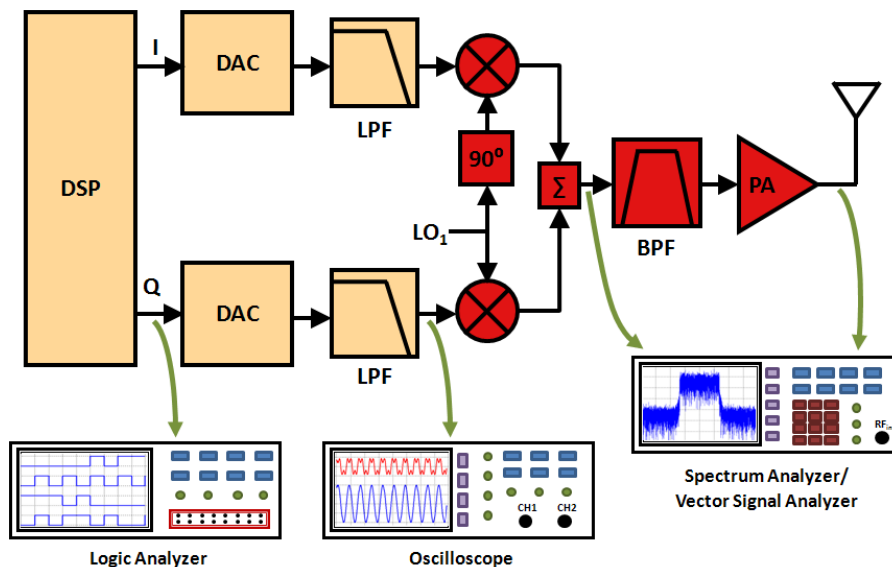 I
DAC
LPF
DSP
90⁰
Σ
PA
LO₁
BPF
Q
DAC
LPF
RFin
CH1
CH2
Spectrum Analyzer/
Vector Signal Analyzer
Logic Analyzer
Oscilloscope